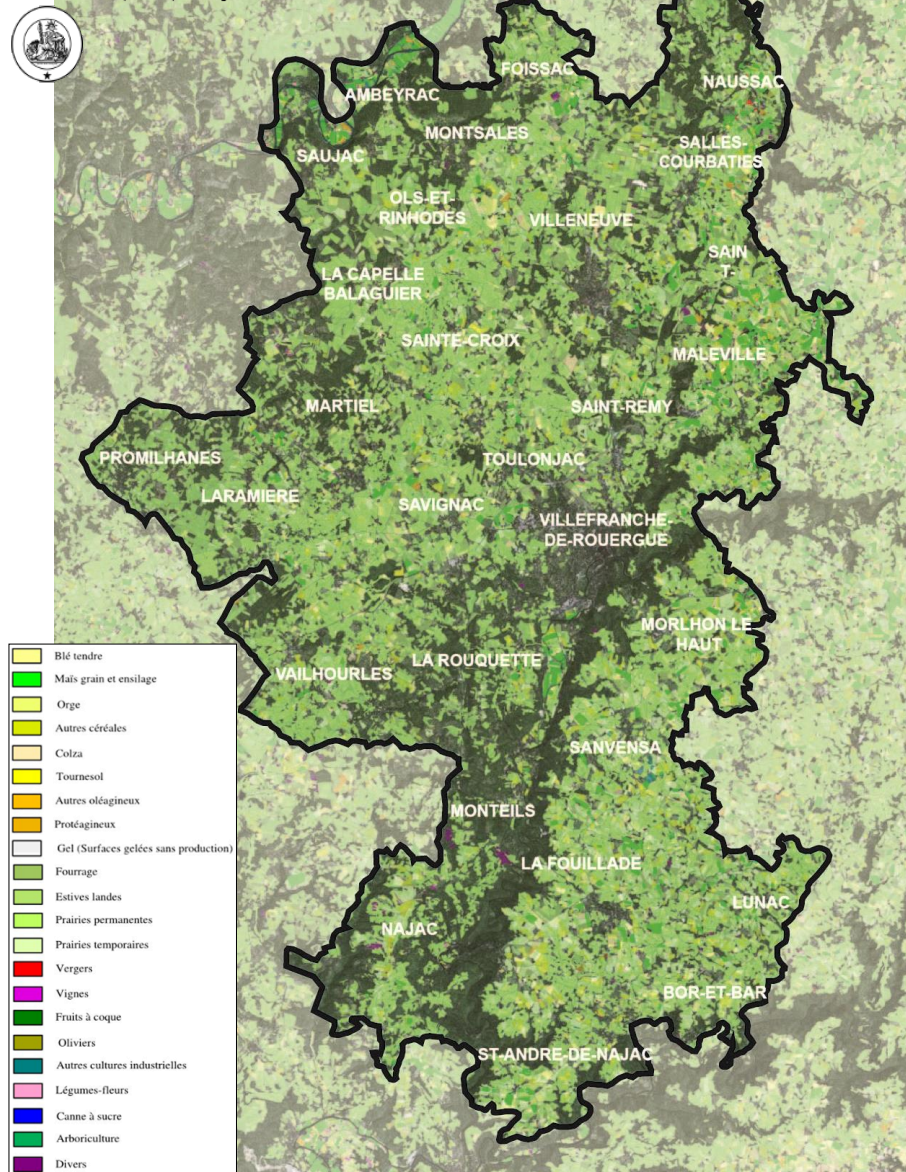 FOISSAC
NAUSSAC
AMBEYRAC
MONTSALES
SALLES-
COURBATIES
SAUJAC
OLS-ET-
RINHODES
VILLENEUVE
SAIN
T-
LA CAPELLE
BALAGUIER
SAINTE-CROIX
MALEVILLE
MARTIEL
SAINT-REMY
PROMILHANES
TOULONJAC
LARAMIERE
SAVIGNAC
VILLEFRANCHE-
DE-ROUERGUE
MORLHON LE
HAUT
VAILHOURLES
LA ROUQUETTE
SANVENSA
MONTEILS
LA FOUILLADE
LUNAC
NAJAC
BOR-ET-BAR
ST-ANDRE-DE-NAJAC
Blé tendre
Maïs grain et ensilage
Orge
Autres céréales
Colza
Tournesol
Autres oléagineux
Protéagineux
Gel (Surfaces gelées sans production)
Fourrage
Estives landes
Prairies permanentes
Prairies temporaires
Vergers
Vignes
Fruits à coque
Oliviers
Autres cultures industrielles
Légumes-fleurs
Canne à sucre
Arboriculture
Divers